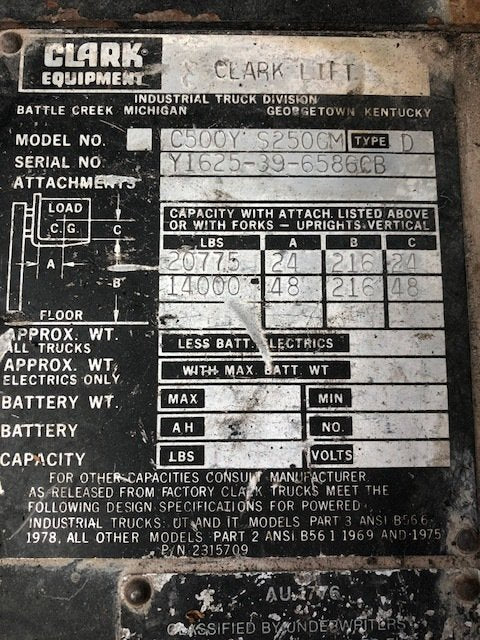 CLARK
EQUIPMENT
CLARK LIFT
INDUSTRIAL TRUCK DIVISION
BATTLE CREEK MICHIGAN GEORGETOWN KENTUCKY
MODEL NO. C500Y S250GM TYPE D
SERIAL NO Y1625-39-6586CB
ATTACHMENTS
LOAD
C.G.
C
A
B
FLOOR
CAPACITY WITH ATTACH. LISTED ABOVE
OR WITH FORKS - UPRIGHTS VERTICAL
LBS A B C
20775 24 216 24
14000 48 216 48
APPROX. WT.
ALL TRUCKS
LESS BATT. ELECTRICS
APPROX. WT.
ELECTRICS ONLY
WITH MAX. BATT. WT
BATTERY WT. MAX MIN
BATTERY AH NO.
CAPACITY LBS VOLTS
FOR OTHER CAPACITIES CONSULT MANUFACTURER
AS RELEASED FROM FACTORY CLARK TRUCKS MEET THE
FOLLOWING DESIGN SPECIFICATIONS FOR POWERED
INDUSTRIAL TRUCKS: UT AND IT MODELS PART 3 ANSI B56.6
1978, ALL OTHER MODELS PART 2 ANSI B56 1 1969 AND 1975
P/N 2315709
CLASSIFIED BY UNDERWRITERS